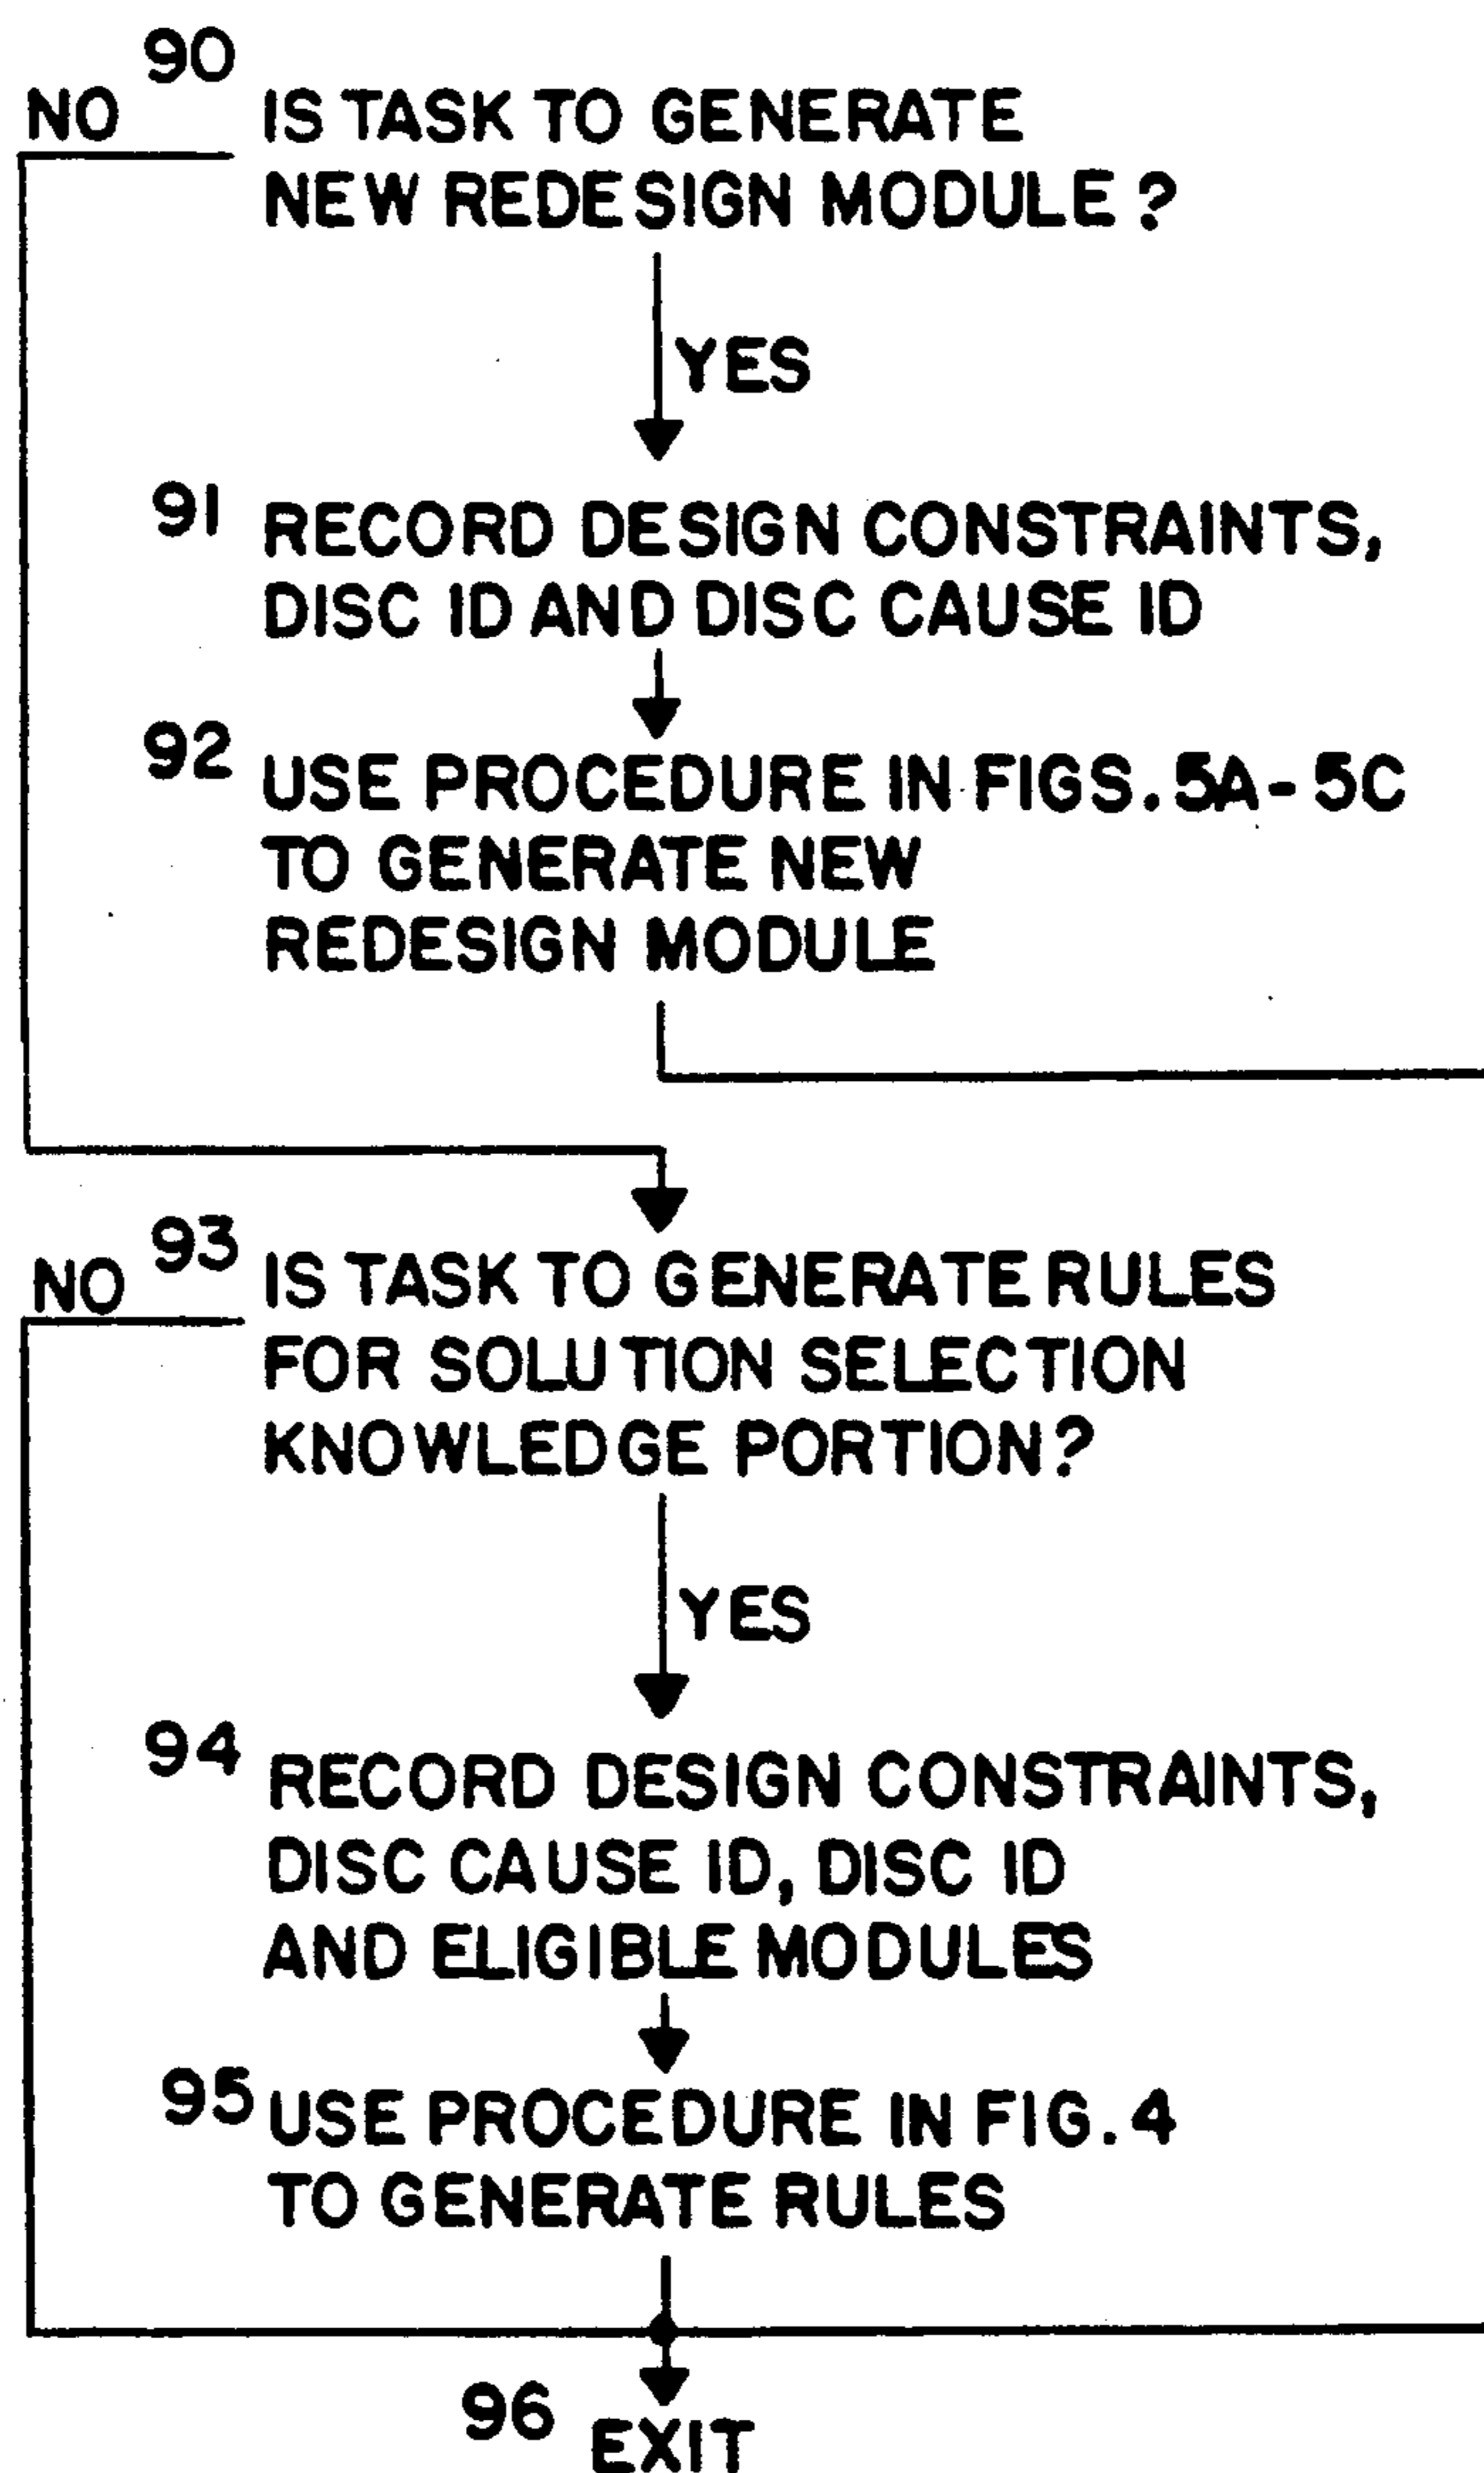 90
NO IS TASK TO GENERATE
NEW REDESIGN MODULE?
YES
91 RECORD DESIGN CONSTRAINTS,
DISC ID AND DISC CAUSE ID
92 USE PROCEDURE IN FIGS. 5A-5C
TO GENERATE NEW
REDESIGN MODULE
NO 93 IS TASK TO GENERATE RULES
FOR SOLUTION SELECTION
KNOWLEDGE PORTION?
YES
94 RECORD DESIGN CONSTRAINTS,
DISC CAUSE ID, DISC ID
AND ELIGIBLE MODULES
95 USE PROCEDURE IN FIG. 4
TO GENERATE RULES
96 EXIT